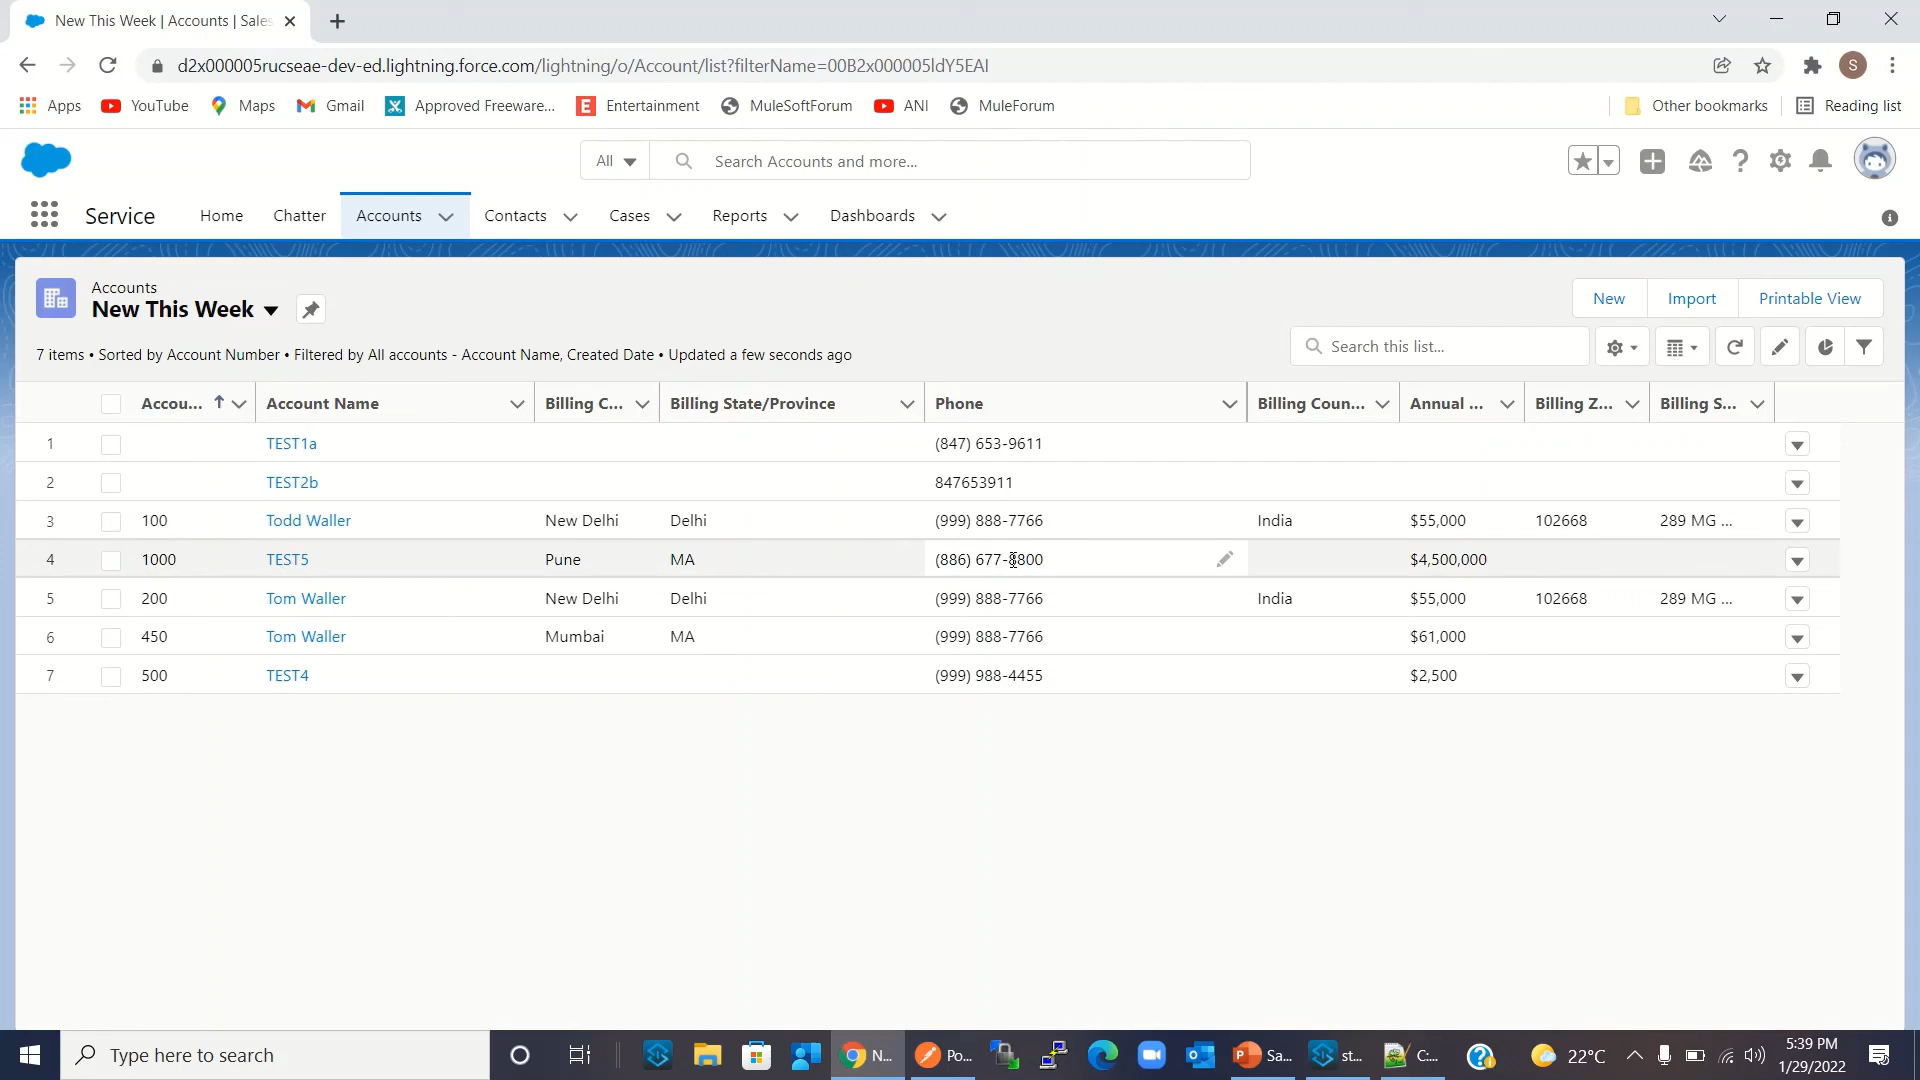 New This Week | Accounts | Sales
d2x000005rucseae-dev-ed.lightning.force.com/lightning/o/Account/list?filterName=00B2x000005ldY5EAI
S
Apps YouTube Maps Gmail Approved Freeware... Entertainment MuleSoftForum ANI MuleForum Other bookmarks Reading list
All Search Accounts and more...
Service Home Chatter Accounts Contacts Cases Reports Dashboards
Accounts
New This Week
New Import Printable View
7 items • Sorted by Account Number • Filtered by All accounts - Account Name, Created Date • Updated a few seconds ago
Search this list...
Accou... Account Name Billing C... Billing State/Province Phone Billing Coun... Annual ... Billing Z... Billing S...
1 TEST1a (847) 653-9611
2 TEST2b 847653911
3 100 Todd Waller New Delhi Delhi (999) 888-7766 India $55,000 102668 289 MG ...
4 1000 TEST5 Pune MA (886) 677-8800 $4,500,000
5 200 Tom Waller New Delhi Delhi (999) 888-7766 India $55,000 102668 289 MG ...
6 450 Tom Waller Mumbai MA (999) 888-7766 $61,000
7 500 TEST4 (999) 988-4455 $2,500
Type here to search
N... Po... Sa... st... C:...
22°C
5:39 PM
1/29/2022